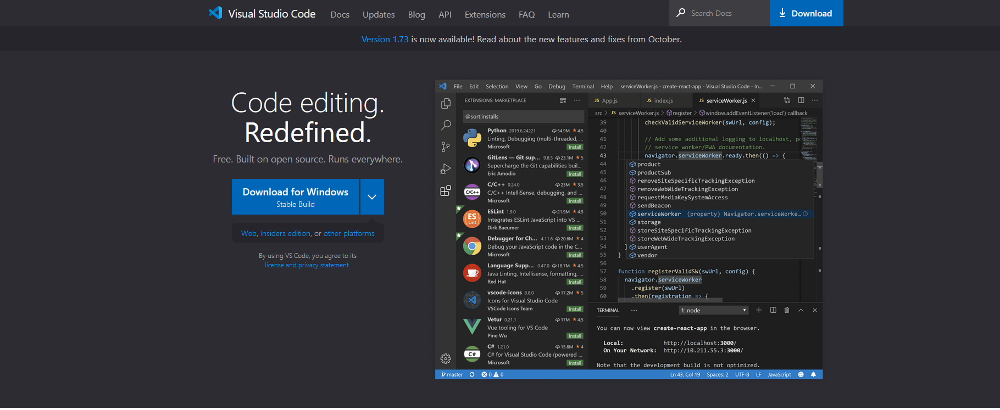 Visual Studio Code Docs Updates Blog API Extensions FAQ Learn Search Docs Download
Version 1.73 is now available! Read about the new features and fixes from October.
Code editing.
Redefined.
Free. Built on open source. Runs everywhere.
Download for Windows
Stable Build
Web, Insiders edition, or other platforms
By using VS Code, you agree to its
license and privacy statement.
File Edit Selection View Go Debug Terminal Help serviceWorker.js - create-react-app - Visual Studio Code - In...
EXTENSIONS: MARKETPLACE
@sort:installs
Python 2019.6.24221 54.9M 4.5
Linting, Debugging (multi-threaded, ...
Microsoft Install
GitLens — Git sup... 9.8.5 23.1M 5
Supercharge the Git capabilities buil...
Eric Amodio Install
C/C++
C/C++ 0.24.0 23M 3.5
C/C++ IntelliSense, debugging, and ...
Microsoft Install
ES
Lint
ESLint 1.9.0 21.9M 4.5
Integrates ESLint JavaScript into VS ...
Dirk Baeumer Install
Debugger for Ch... 4.11.6 20.6M 4
Debug your JavaScript code in the C...
Microsoft Install
Language Supp... 0.47.0 18.7M 4.5
Java Linting, Intellisense, formatting, ...
Red Hat Install
vscode-icons 8.8.0 17.2M 5
Icons for Visual Studio Code
VSCode Icons Team Install
Vetur 0.21.1 17M 4.5
Vue tooling for VS Code
Pine Wu Install
C#
C# 1.21.0 15.6M 4
C# for Visual Studio Code (powered ...
Microsoft Install
JS App.js JS index.js JS serviceWorker.js
src > JS serviceWorker.js > register > window.addEventListener('load') callback
39 checkValidServiceWorker(swUrl, config);
40
41 // Add some additional logging to localhost, p
42 // service worker/PWA documentation.
43 navigator.serviceWorker.ready.then(() => {
44 product
45 productSub
46 removeSiteSpecificTrackingException
47 removeWebWideTrackingException
48 requestMediaKeySystemAccess
49 sendBeacon
50 serviceWorker (property) Navigator.serviceWorke...
51 storage
52 storeSiteSpecificTrackingException
53 storeWebWideTrackingException
54 } userAgent
55 } vendor
56
57 function registerValidSW(swUrl, config) {
58 navigator.serviceWorker
59 .register(swUrl)
60 .then(registration => {
TERMINAL ... 1: node
You can now view create-react-app in the browser.
Local: http://localhost:3000/
On Your Network: http://10.211.55.3:3000/
Note that the development build is not optimized.
master 0 0 Ln 43, Col 19 Spaces: 2 UTF-8 LF JavaScript